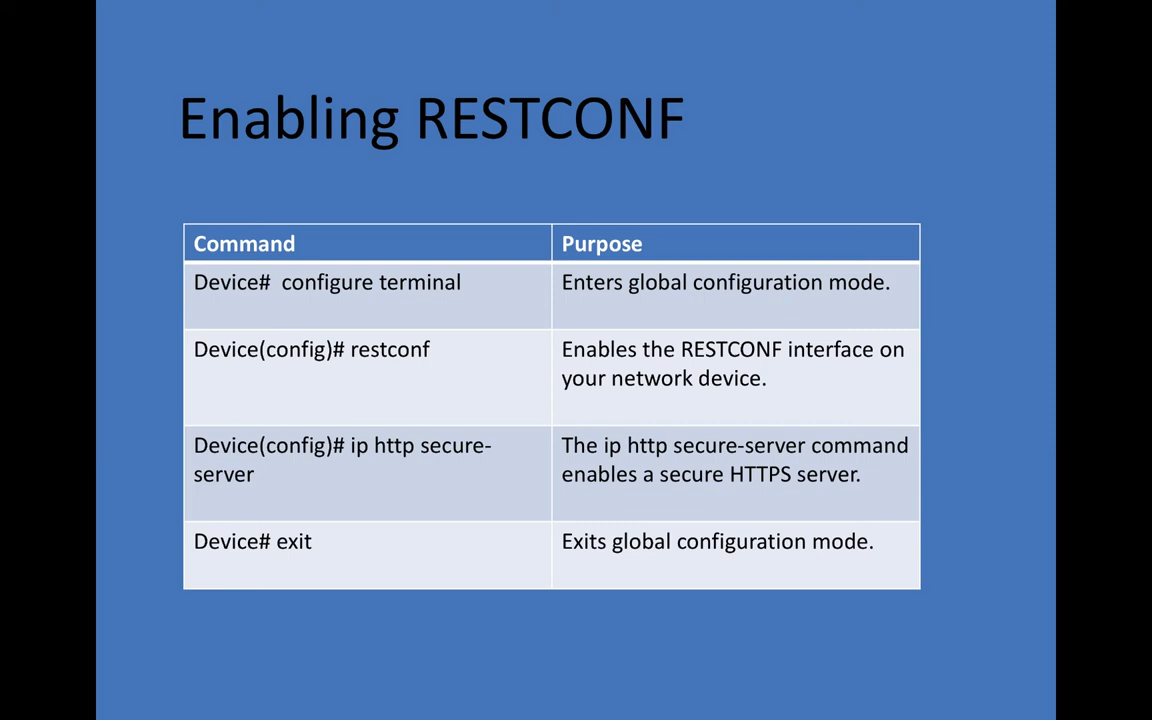 Enabling RESTCONF
Command
Purpose
Device#  configure terminal
Enters global configuration mode.
Device(config)# restconf
Enables the RESTCONF interface on
your network device.
Device(config)# ip http secure-
server
The ip http secure-server command
enables a secure HTTPS server.
Device# exit
Exits global configuration mode.